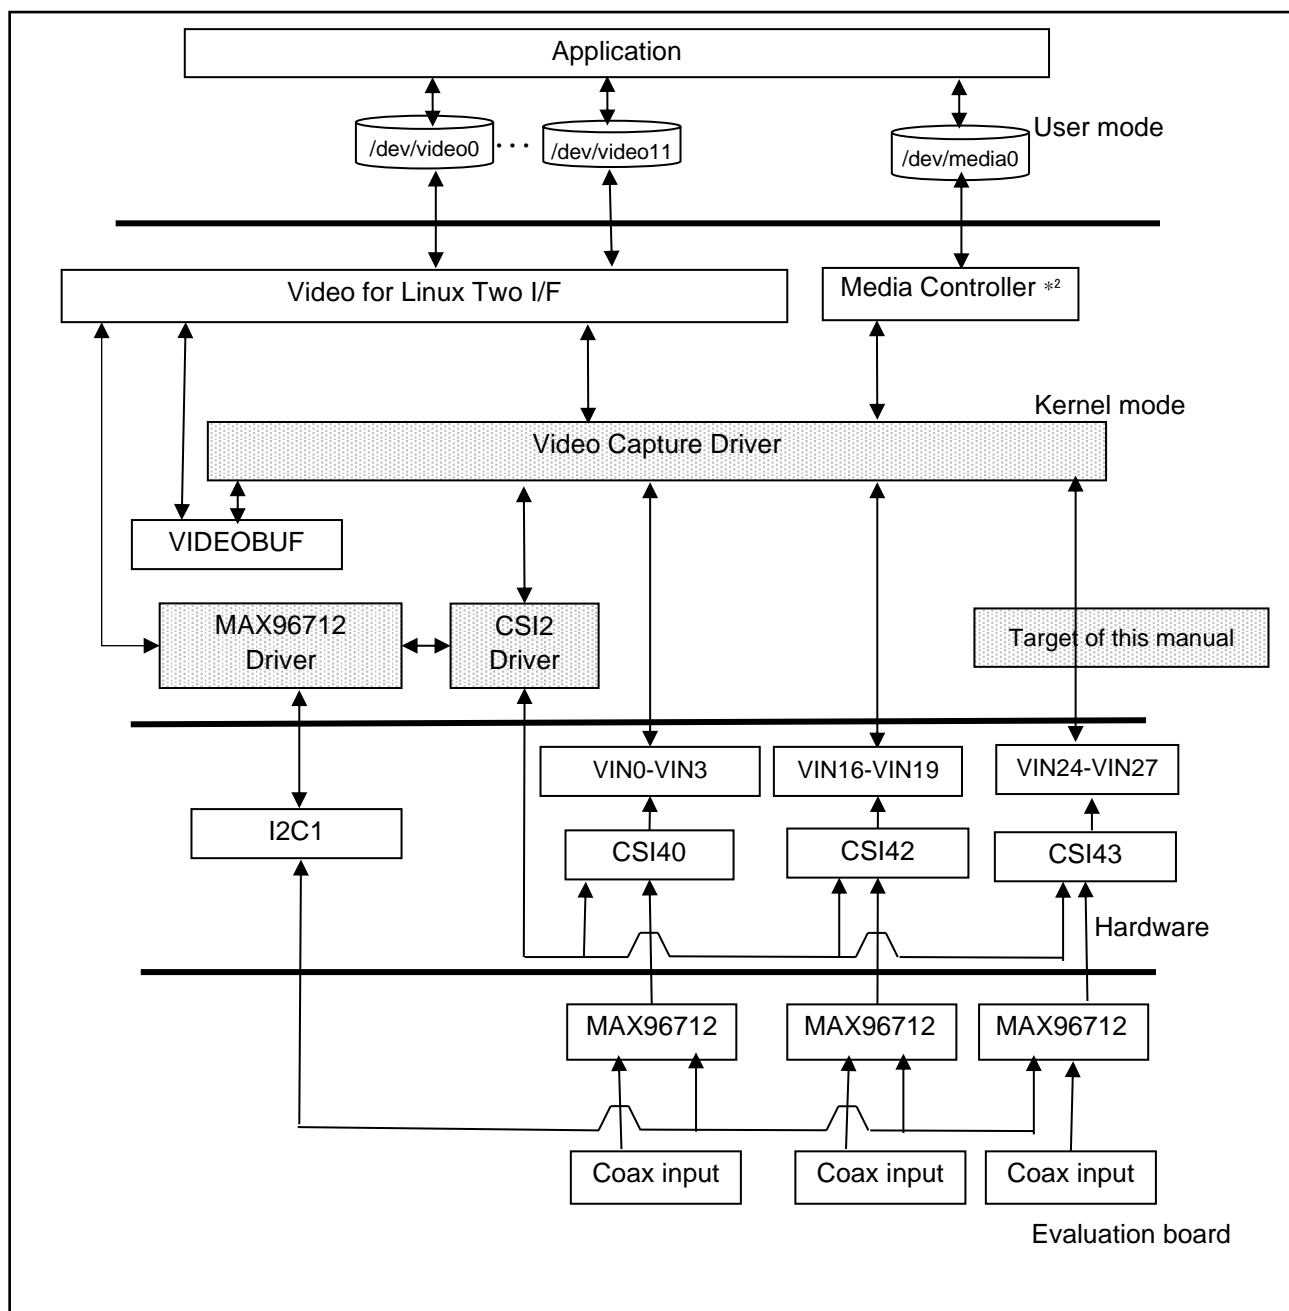 Application
User mode
/dev/video0
···
/dev/video11
/dev/media0
Video for Linux Two I/F
Media Controller *2
Kernel mode
Video Capture Driver
VIDEOBUF
MAX96712
Driver
CSI2
Driver
Target of this manual
VIN0-VIN3
VIN16-VIN19
VIN24-VIN27
I2C1
CSI40
CSI42
CSI43
Hardware
MAX96712
MAX96712
MAX96712
Coax input
Coax input
Coax input
Evaluation board